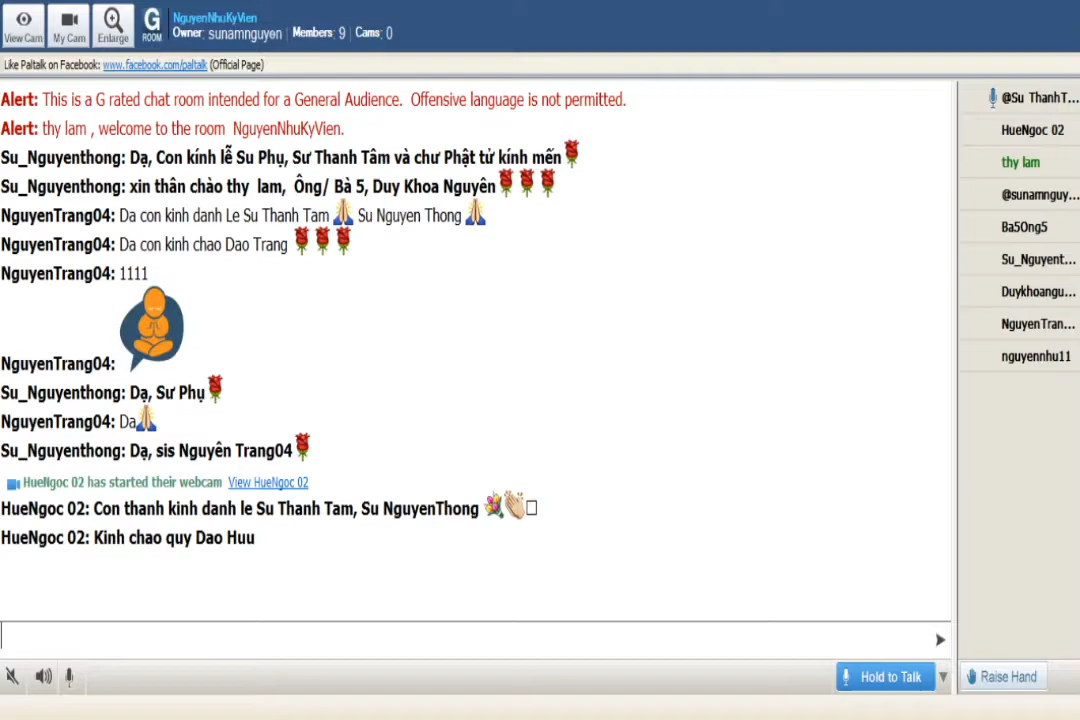 View Cam
My Cam
Enlarge
G
ROOM
NguyenNhuKyVien
Owner: sunamnguyen | Members: 9 | Cams: 0
Like Paltalk on Facebook: www.facebook.com/paltalk (Official Page)
Alert: This is a G rated chat room intended for a General Audience. Offensive language is not permitted.
Alert: thy lam , welcome to the room NguyenNhuKyVien.
Su_Nguyenthong: Dạ, Con kính lễ Su Phụ, Sư Thanh Tâm và chư Phật tử kính mến
Su_Nguyenthong: xin thân chào thy lam, Ông/ Bà 5, Duy Khoa Nguyên
NguyenTrang04: Da con kinh danh Le Su Thanh Tam Su Nguyen Thong
NguyenTrang04: Da con kinh chao Dao Trang
NguyenTrang04: 1111
NguyenTrang04:
Su_Nguyenthong: Dạ, Sư Phụ
NguyenTrang04: Da
Su_Nguyenthong: Dạ, sis Nguyên Trang04
HueNgoc 02 has started their webcam View HueNgoc 02
HueNgoc 02: Con thanh kinh danh le Su Thanh Tam, Su NguyenThong
HueNgoc 02: Kinh chao quy Dao Huu
@Su ThanhT...
HueNgoc 02
thy lam
@sunamnguy...
Ba5Ong5
Su_Nguyent...
Duykhoangu...
NguyenTran...
nguyennhu11
Hold to Talk
Raise Hand